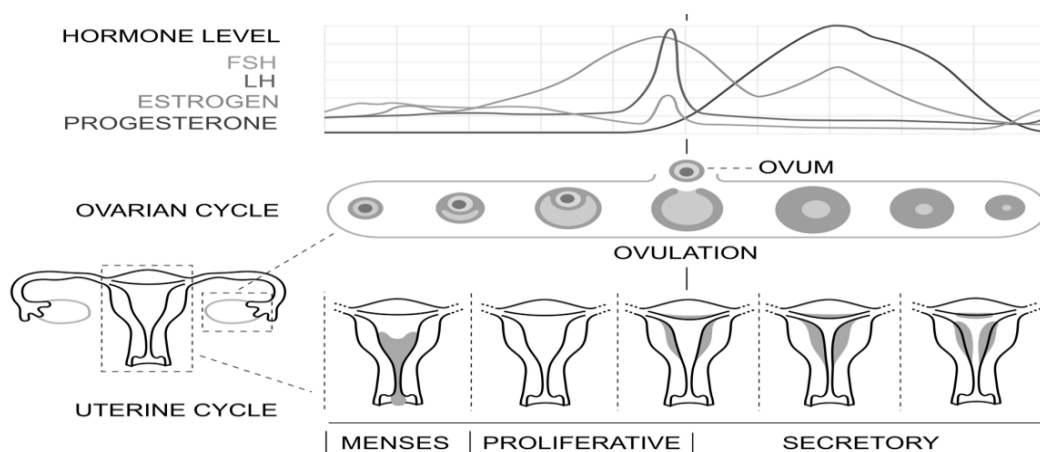 HORMONE LEVEL
FSH
LH
ESTROGEN
PROGESTERONE
OVUM
OVARIAN CYCLE
OVULATION
UTERINE CYCLE
MENSES
PROLIFERATIVE
SECRETORY